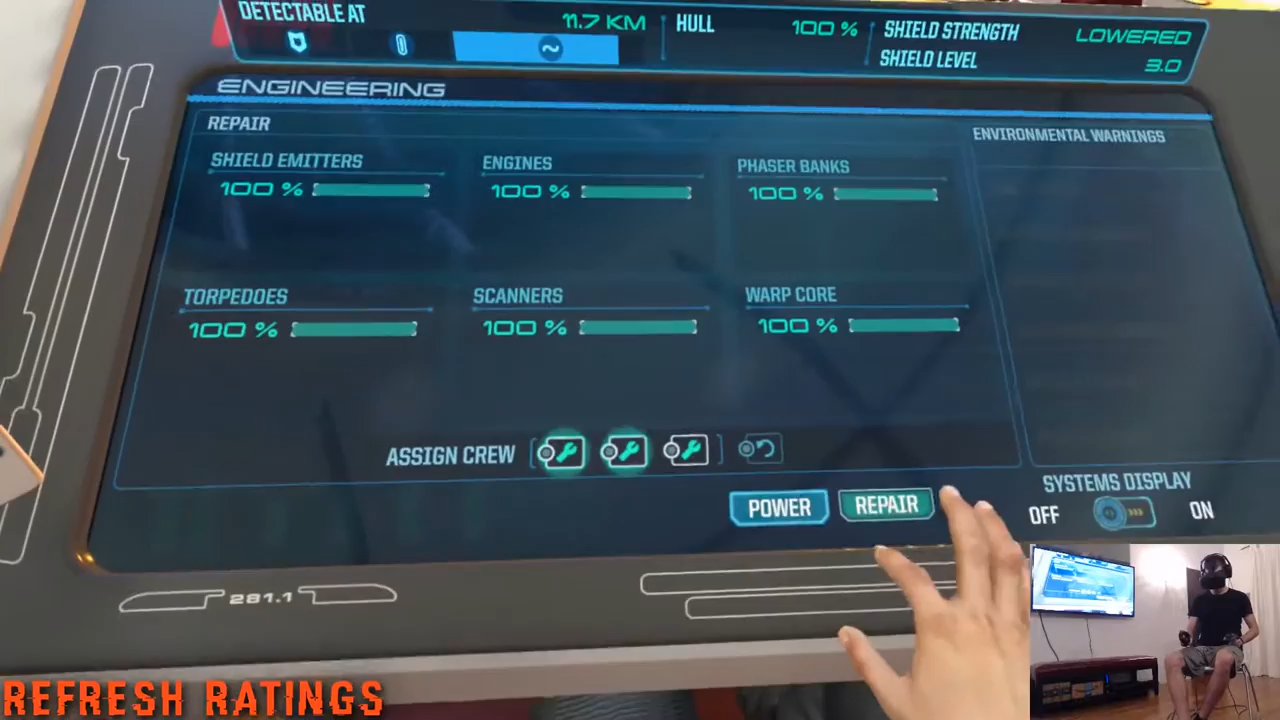 DETECTABLE AT 11.7 KM
HULL 100 %
SHIELD STRENGTH LOWERED
SHIELD LEVEL 3.0
ENGINEERING
REPAIR
ENVIRONMENTAL WARNINGS
SHIELD EMITTERS
100 %
ENGINES
100 %
PHASER BANKS
100 %
TORPEDOES
100 %
SCANNERS
100 %
WARP CORE
100 %
ASSIGN CREW
POWER
REPAIR
SYSTEMS DISPLAY
OFF
ON
281.1
REFRESH RATINGS